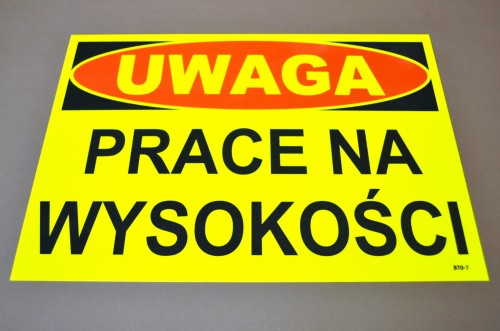 UWAGA
PRACE NA
WYSOKOŚCI
BTO-7